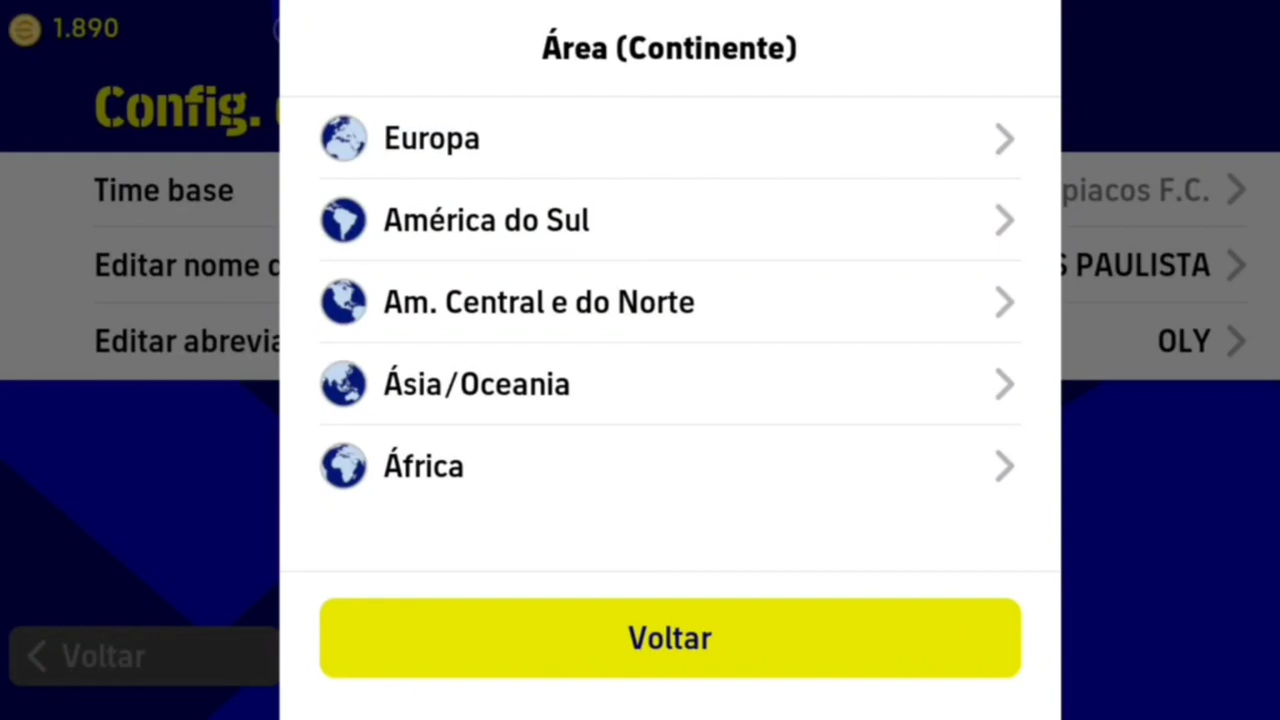 1.890
Área (Continente)
Config.
Europa
Time base
piacos F.C.
América do Sul
Editar nome
PAULISTA
Am. Central e do Norte
Editar
OLY
Ásia/Oceania
África
Voltar
Voltar